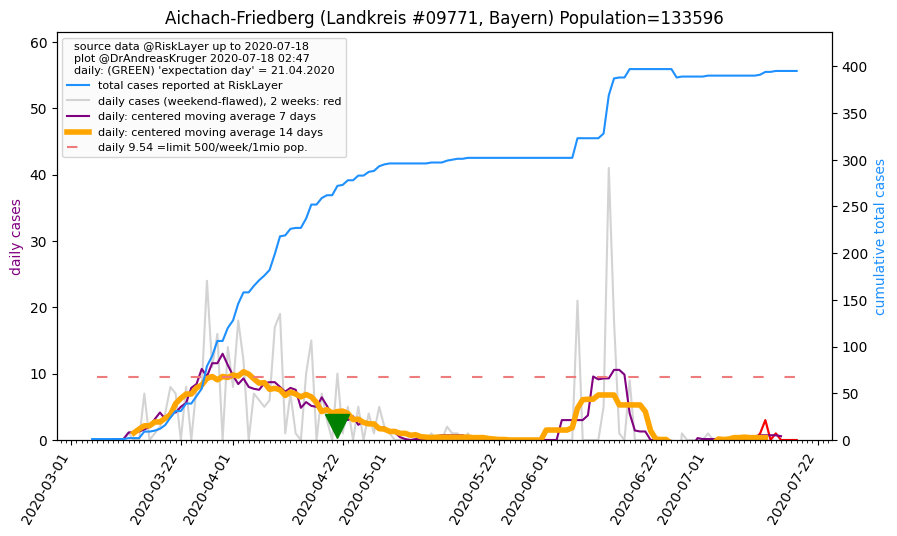 Aichach-Friedberg (Landkreis #09771, Bayern) Population=133596
source data @RiskLayer up to 2020-07-18
plot @DrAndreasKruger 2020-07-18 02:47
daily: (GREEN) 'expectation day' = 21.04.2020
total cases reported at RiskLayer
daily cases (weekend-flawed), 2 weeks: red
daily: centered moving average 7 days
daily: centered moving average 14 days
daily 9.54 =limit 500/week/1mio pop.
daily cases
60
50
40
30
20
10
0
400
350
300
250
200
150
100
50
0
cumulative total cases
2020-03-01
2020-03-22
2020-04-01
2020-04-22
2020-05-01
2020-05-22
2020-06-01
2020-06-22
2020-07-01
2020-07-22